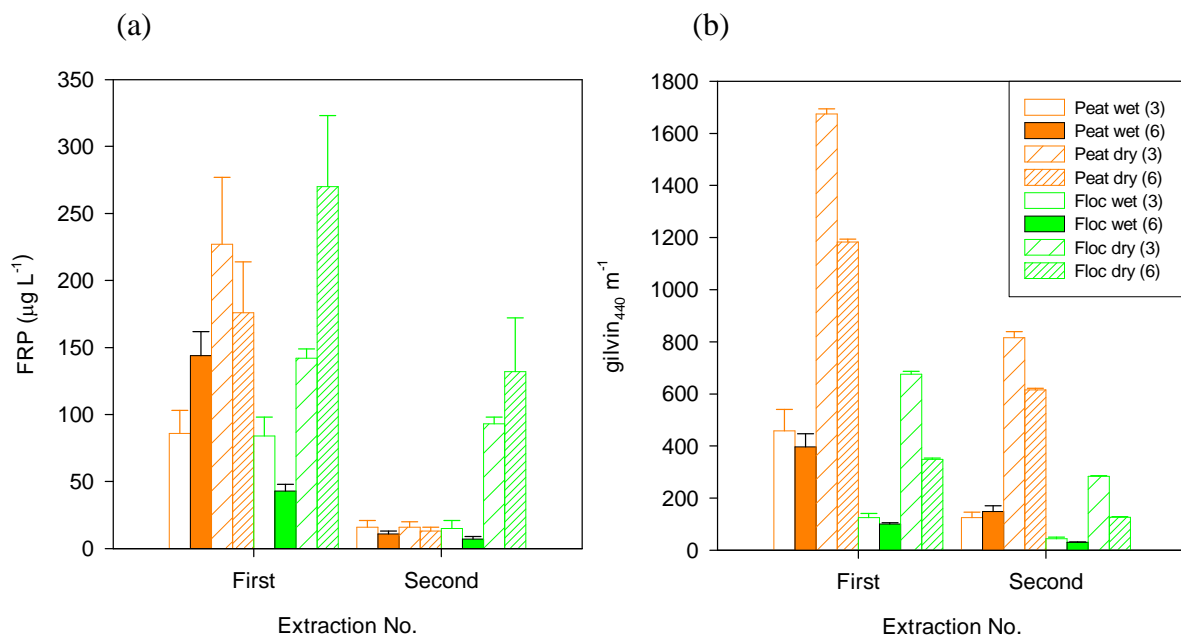 (a)
350
300
250
200
150
100
50
0
FRP (μg L⁻¹)
First
Second
Extraction No.
(b)
1800
1600
1400
1200
1000
800
600
400
200
0
gilvin₄₄₀ m⁻¹
First
Second
Extraction No.
Peat wet (3)
Peat wet (6)
Peat dry (3)
Peat dry (6)
Floc wet (3)
Floc wet (6)
Floc dry (3)
Floc dry (6)